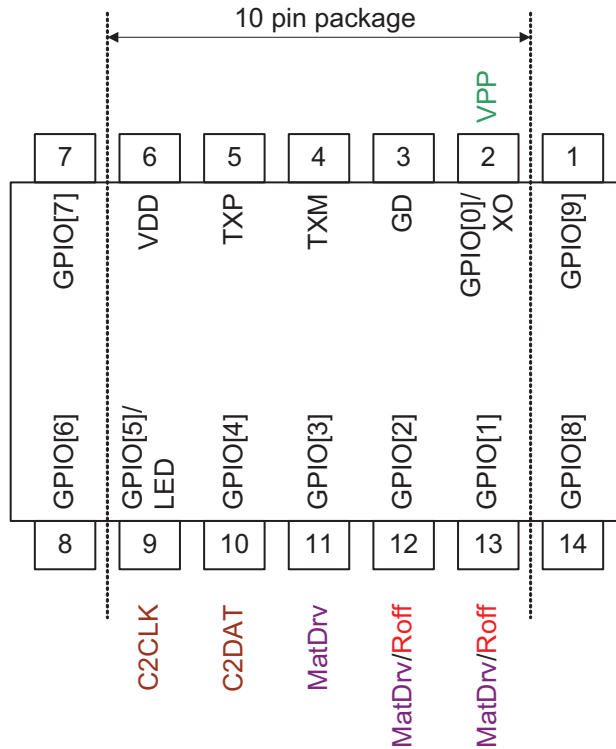 10 pin package
VPP
7
6
5
4
3
2
1
GPIO[7]
VDD
TXP
TXM
GD
GPIO[0]/
XO
GPIO[9]
GPIO[6]
GPIO[5]/
LED
GPIO[4]
GPIO[3]
GPIO[2]
GPIO[1]
GPIO[8]
8
9
10
11
12
13
14
C2CLK
C2DAT
MatDrv
MatDrv/Roff
MatDrv/Roff